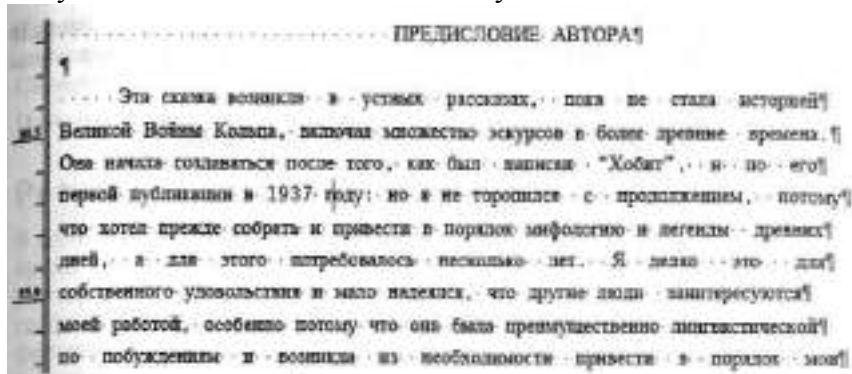 ПРЕДИСЛОВИЕ АВТОРА¶
¶
Эта сказка возникла в устных рассказах, пока не стала историей¶
Великой Войны Кольца, включая множество экскурсов в более древние времена.¶
Она начала создаваться после того, как был написан "Хоббит", и по его¶
первой публикации в 1937 году: но я не торопился с продолжением, потому¶
что хотел прежде собрать и привести в порядок мифологию и легенды древних¶
дней, а для этого потребовалось несколько лет. Я делаю это для¶
собственного удовольствия и мало надеялся, что другие люди заинтересуются¶
моей работой, особенно потому что она была преимущественно лингвистической¶
по побуждениям и возникла из необходимости привести в порядок мои¶